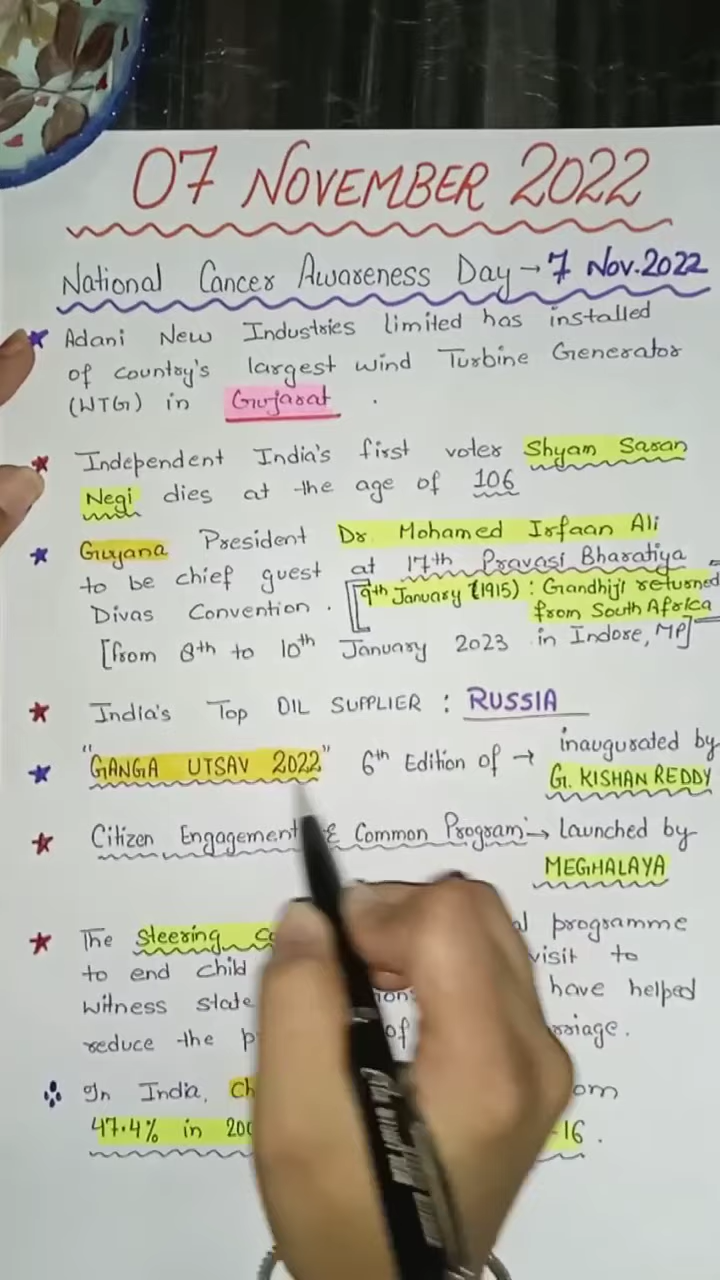 07 NOVEMBER 2022
National Cancer Awareness Day → 7 Nov.2022
Adani New Industries limited has installed
of country's largest wind Turbine Generator
(WTG) in Gujarat .
Independent India's first voter Shyam Saran
Negi dies at the age of 106
Guyana President Dr. Mohamed Irfaan Ali
to be chief guest at 17th Pravasi Bharatiya
Divas Convention . [9th January (1915) : Gandhiji returned
from South Africa
[from 8th to 10th January 2023 in Indore, MP]
India's Top OIL SUPPLIER : RUSSIA
"GANGA UTSAV 2022" 6th Edition of → inaugurated by
G. KISHAN REDDY
Citizen Engagement & Common Program → Launched by
MEGHALAYA
The Steering programme
to end child visit to
witness state have helped
reduce the of
In India,
47.4% in